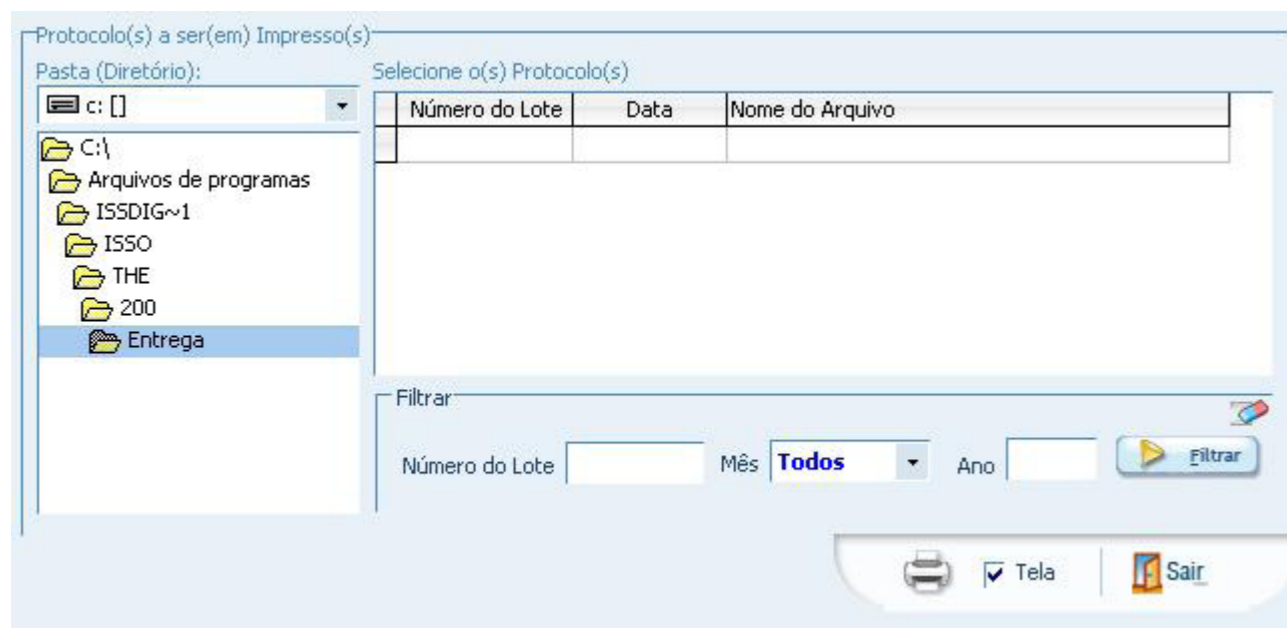 Protocolo(s) a ser(em) Impresso(s)
Pasta (Diretório):
Selecione o(s) Protocolo(s)
c: []
Número do Lote Data Nome do Arquivo
C:\
Arquivos de programas
ISSDIG~1
ISSO
THE
200
Entrega
Filtrar
Número do Lote Mês Todos Ano Filtrar
Tela Sair